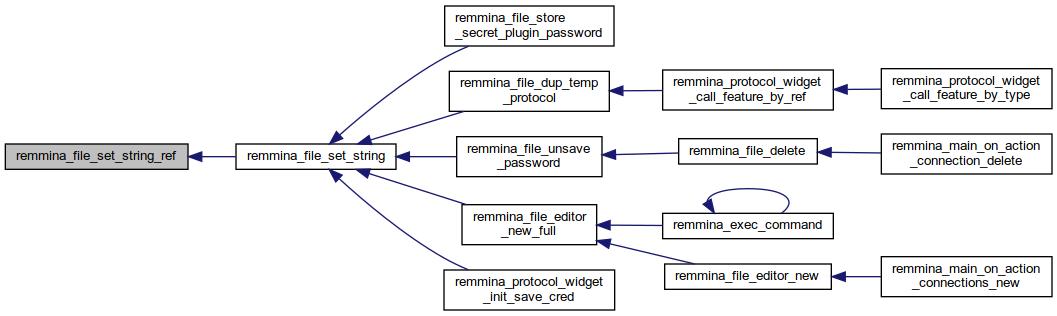 remmina_file_set_string_ref
remmina_file_set_string
remmina_file_store
_secret_plugin_password
remmina_file_dup_temp
_protocol
remmina_protocol_widget
_call_feature_by_ref
remmina_protocol_widget
_call_feature_by_type
remmina_file_unsave
_password
remmina_file_delete
remmina_main_on_action
_connection_delete
remmina_file_editor
_new_full
remmina_exec_command
remmina_file_editor_new
remmina_main_on_action
_connections_new
remmina_protocol_widget
_init_save_cred